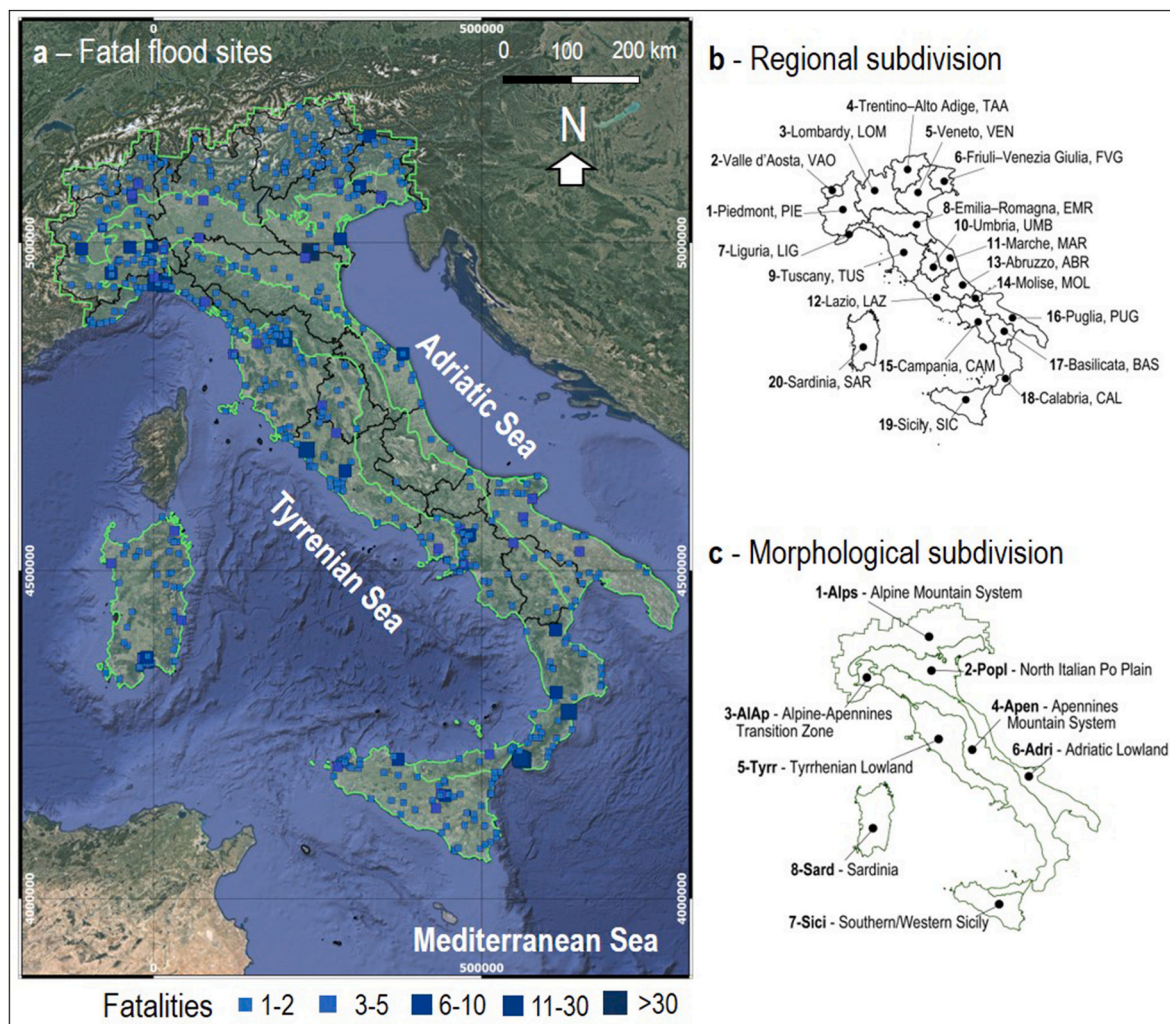 a – Fatal flood sites
0
500000
0 100 200 km
N
5000000
5000000
4500000
4500000
4000000
4000000
Adriatic Sea
Tyrrenian Sea
Mediterranean Sea
0
500000
Fatalities 1-2 3-5 6-10 11-30 >30
b - Regional subdivision
4-Trentino–Alto Adige, TAA
3-Lombardy, LOM
5-Veneto, VEN
2-Valle d'Aosta, VAO
6-Friuli–Venezia Giulia, FVG
1-Piedmont, PIE
8-Emilia–Romagna, EMR
10-Umbria, UMB
7-Liguria, LIG
11-Marche, MAR
9-Tuscany, TUS
13-Abruzzo, ABR
14-Molise, MOL
12-Lazio, LAZ
16-Puglia, PUG
15-Campania, CAM
17-Basilicata, BAS
20-Sardinia, SAR
18-Calabria, CAL
19-Sicily, SIC
c - Morphological subdivision
1-Alps - Alpine Mountain System
2-Popl - North Italian Po Plain
3-AlAp - Alpine-Apennines
Transition Zone
4-Apen - Apennines
Mountain System
6-Adri - Adriatic Lowland
5-Tyrr - Tyrrhenian Lowland
8-Sard - Sardinia
7-Sici - Southern/Western Sicily